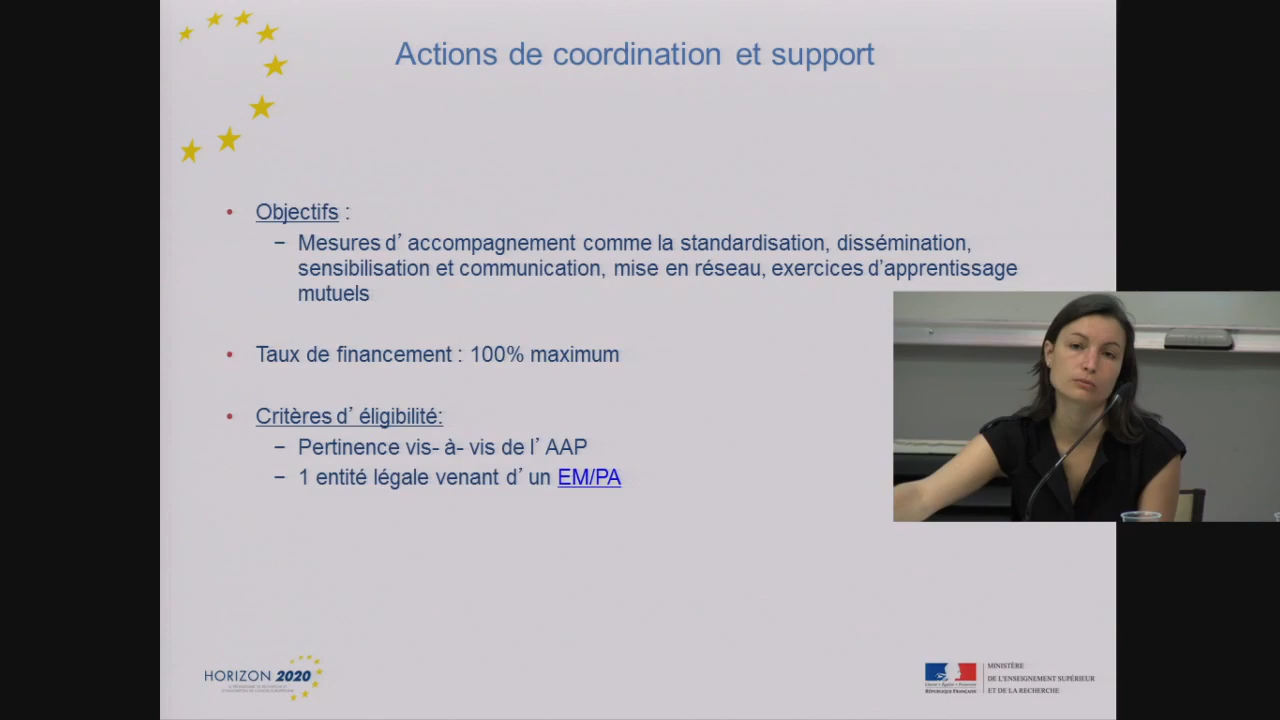 Actions de coordination et support
• Objectifs :
– Mesures d’ accompagnement comme la standardisation, dissémination,
sensibilisation et communication, mise en réseau, exercices d’apprentissage
mutuels
• Taux de financement : 100% maximum
• Critères d’ éligibilité:
– Pertinence vis- à- vis de l’ AAP
– 1 entité légale venant d’ un EM/PA
HORIZON 2020
MINISTÈRE
DE L'ENSEIGNEMENT SUPÉRIEUR
ET DE LA RECHERCHE
RÉPUBLIQUE FRANÇAISE